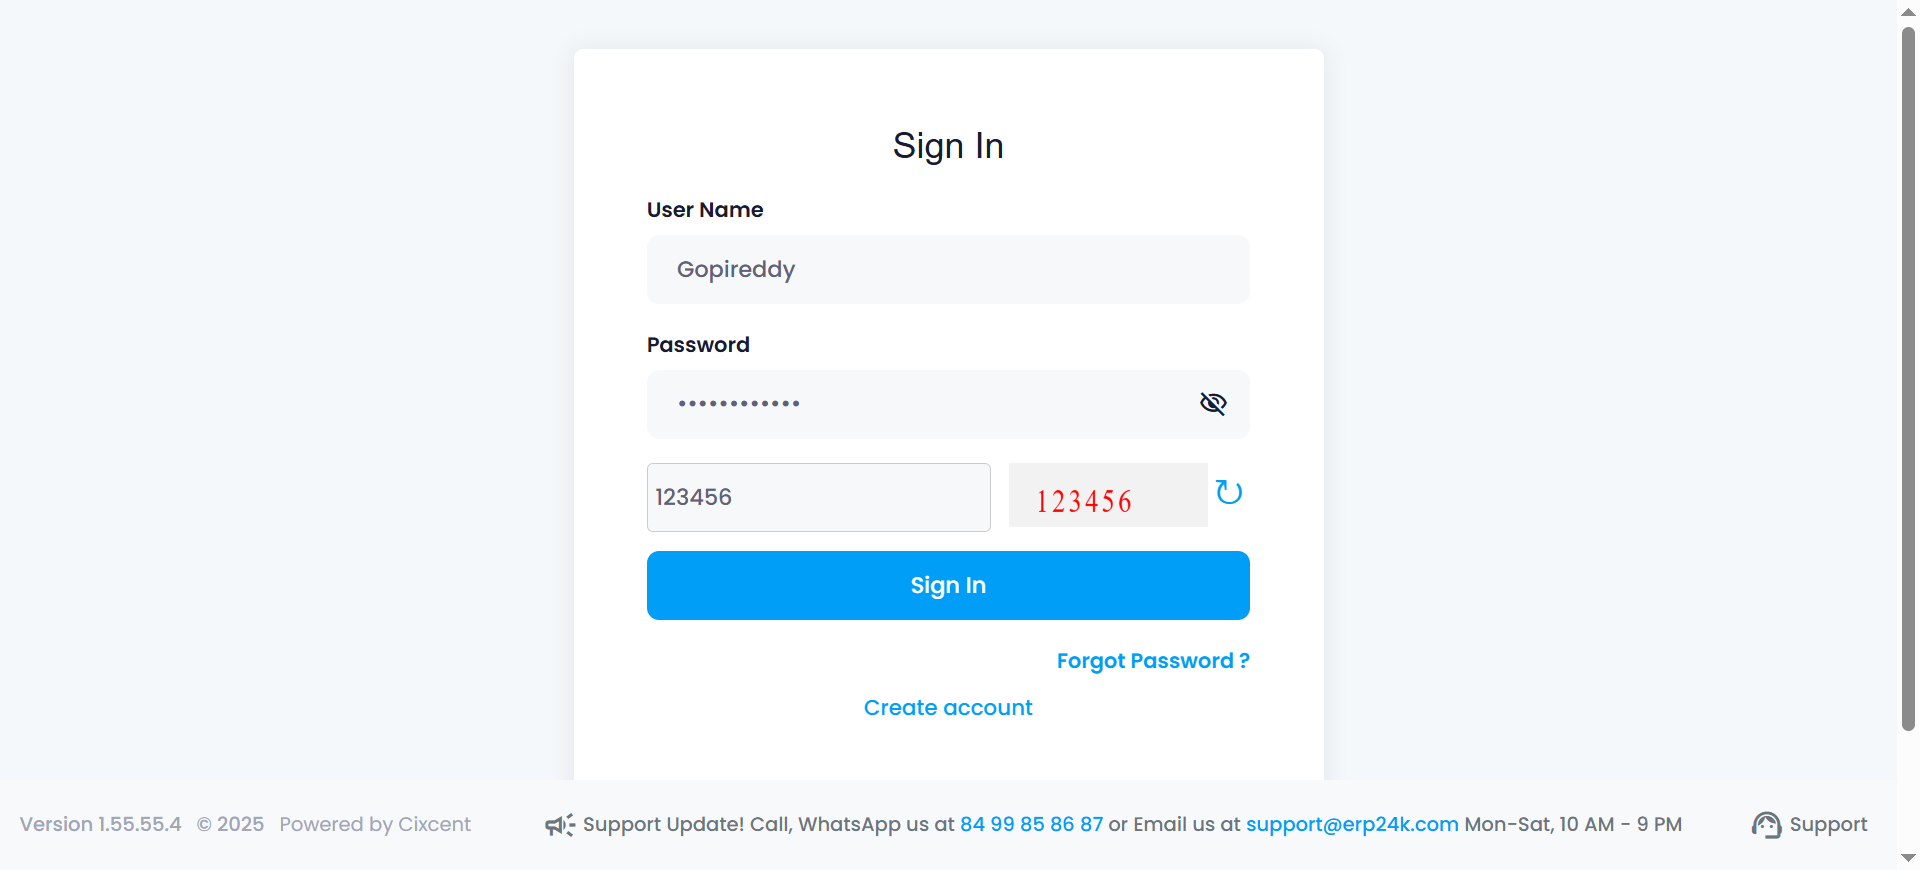 Sign In
User Name
Gopireddy
Password
••••••••••••
123456
123456
Sign In
Forgot Password ?
Create account
Version 1.55.55.4 © 2025 Powered by Cixcent
Support Update! Call, WhatsApp us at 84 99 85 86 87 or Email us at support@erp24k.com Mon-Sat, 10 AM - 9 PM
Support